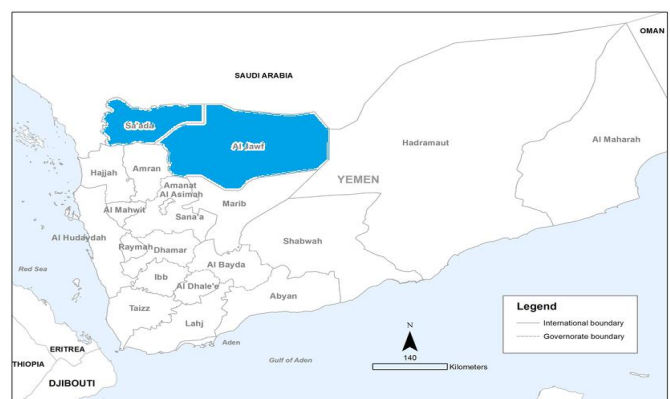 OMAN
SAUDI ARABIA
Sa'ada
Al Jawf
Hadramaut
Al Maharah
Hajjah
Amran
YEMEN
Amanat
Al Asimah
Marib
Al Mahwit
Sana'a
Al Hudaydah
Raymah
Dhamar
Shabwah
Al Bayda
Red Sea
Ibb
Al Dhale'e
Abyan
Taizz
Lahj
Legend
International boundary
Governorate boundary
N
Aden
ERITREA
140
Gulf of Aden
THIOPIA
Kilometers
DJIBOUTI